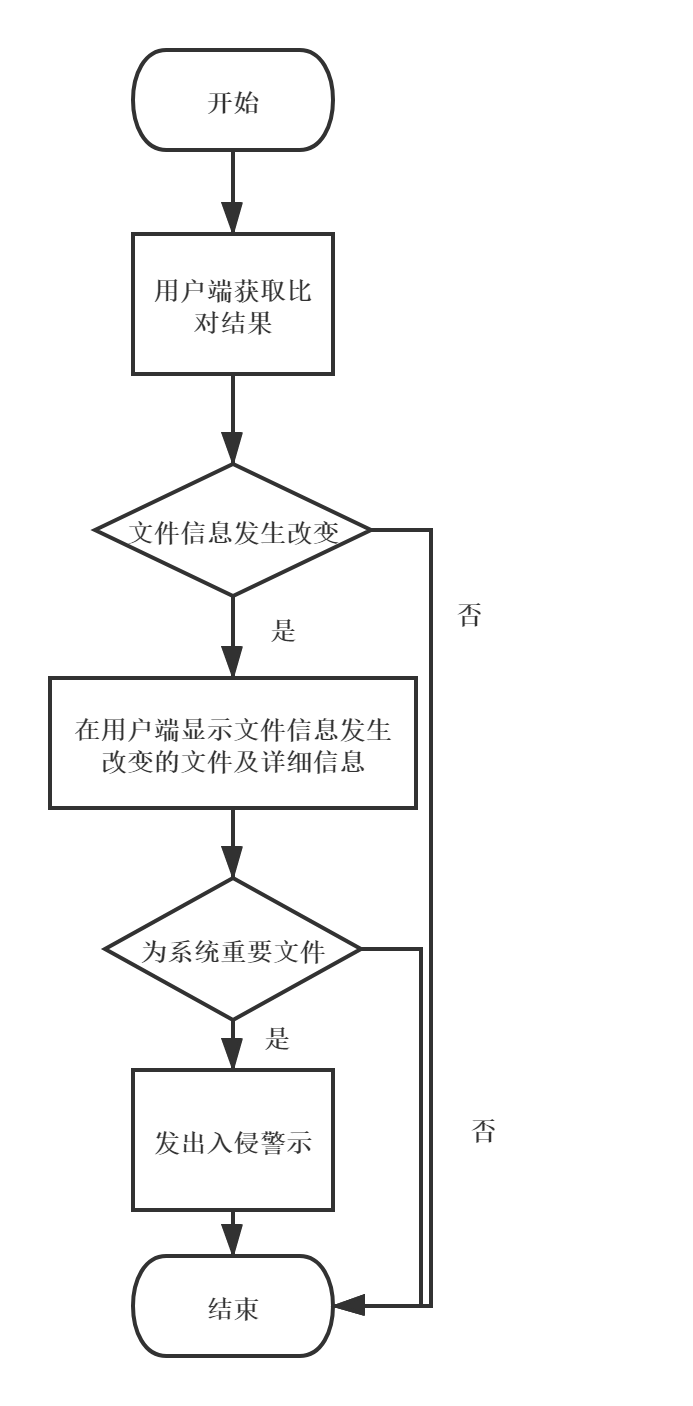 开始
用户端获取比
对结果
文件信息发生改变
否
是
在用户端显示文件信息发生
改变的文件及详细信息
为系统重要文件
是
否
发出入侵警示
结束